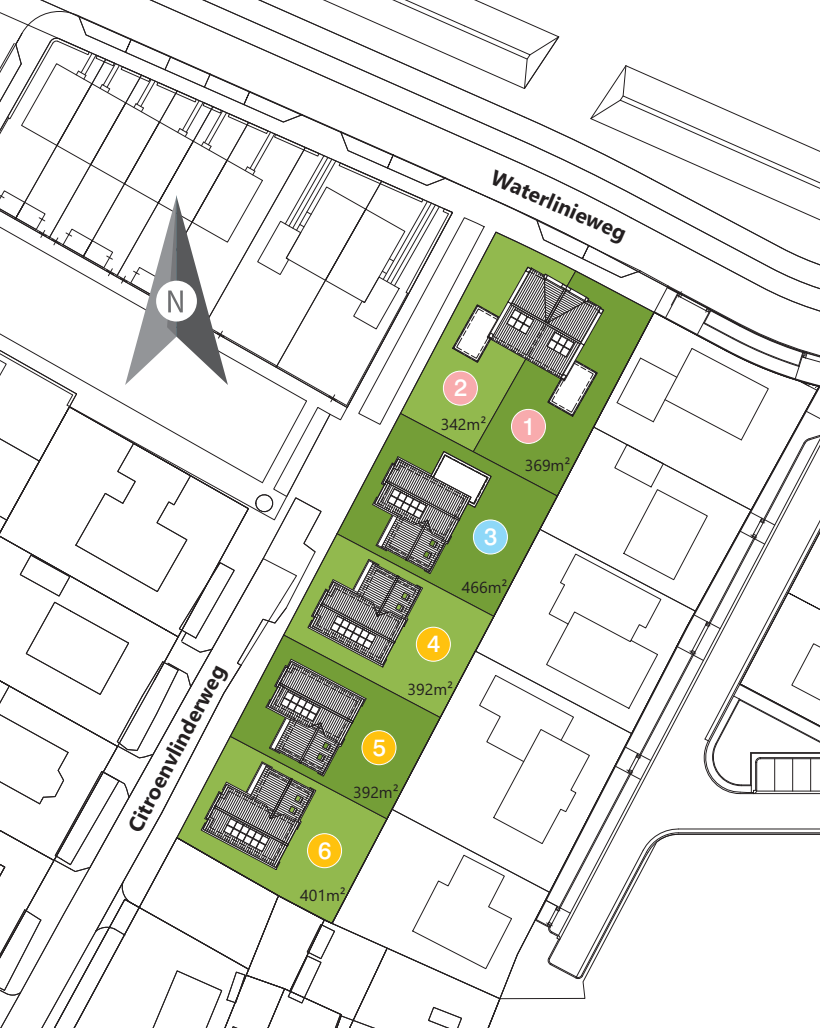 Waterlinieweg
N
2
342m²
1
369m²
3
466m²
4
392m²
Citroenvlinderweg
5
392m²
6
401m²